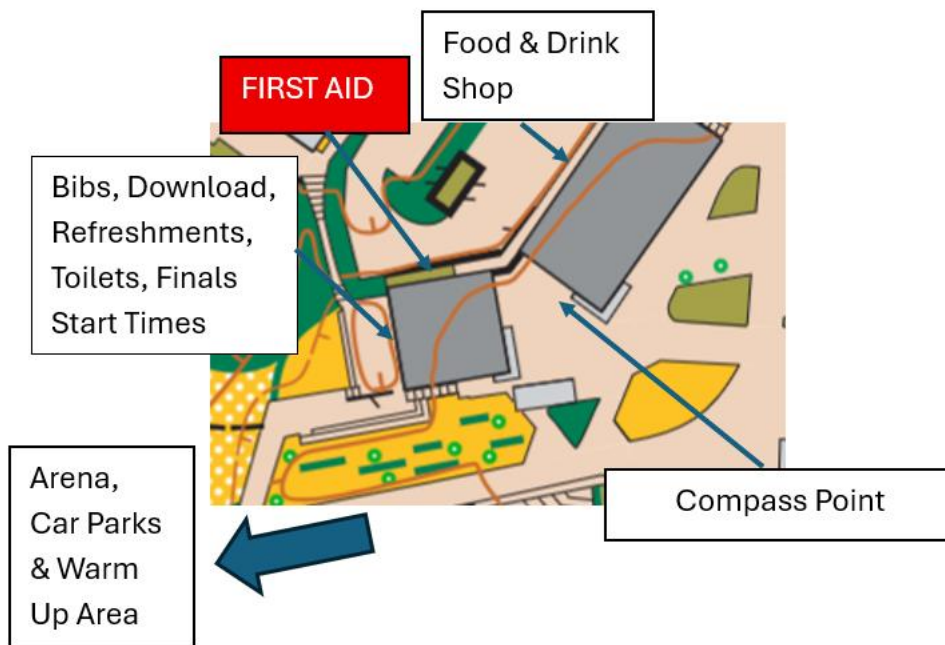 Food & Drink
Shop
FIRST AID
Bibs, Download,
Refreshments,
Toilets, Finals
Start Times
Compass Point
Arena,
Car Parks
& Warm
Up Area